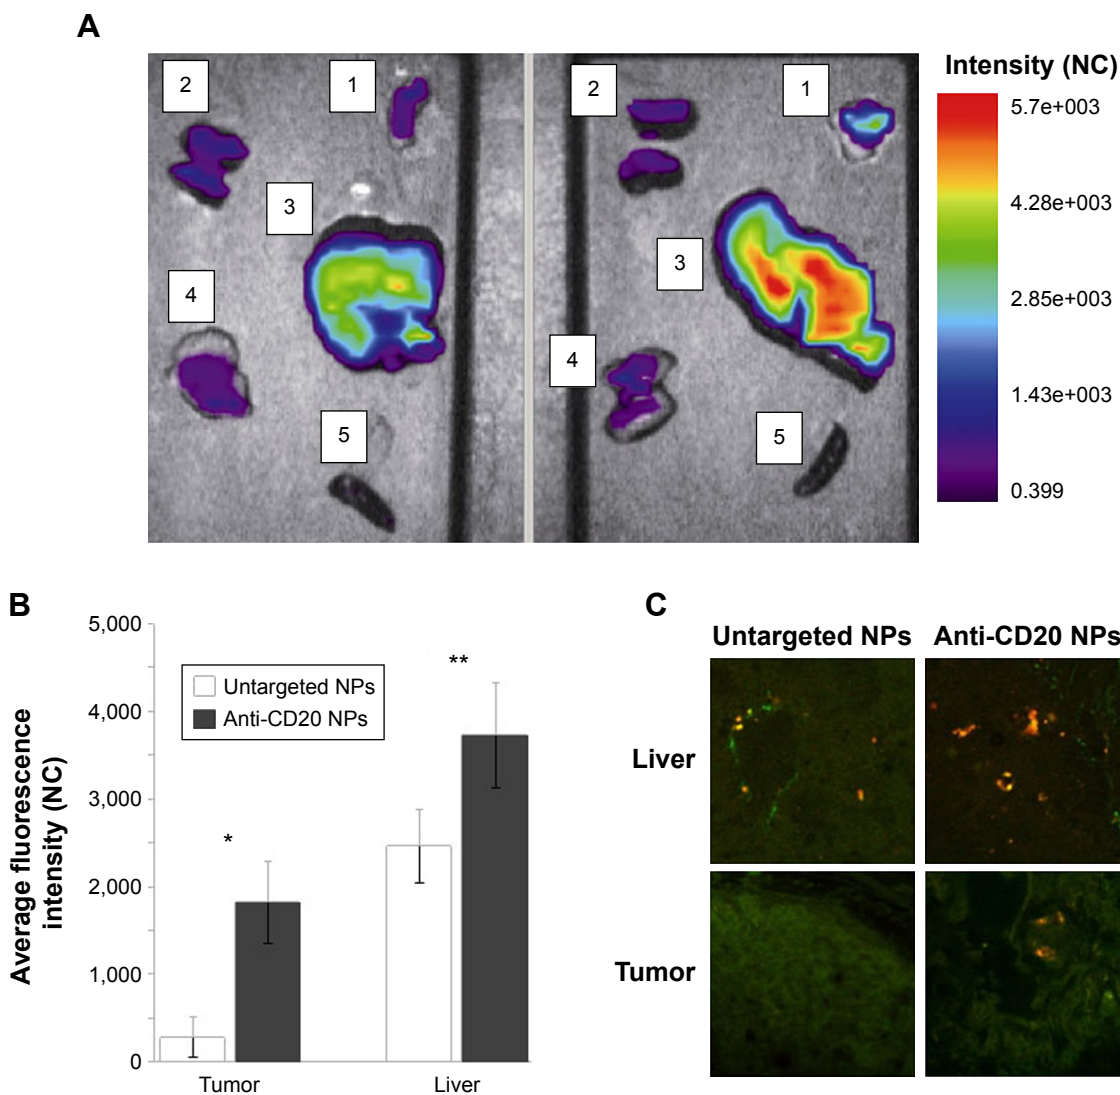 A
2
1
3
4
5
2
1
3
4
5
Intensity (NC)
5.7e+003
4.28e+003
2.85e+003
1.43e+003
0.399
B
Average fluorescence
intensity (NC)
5,000
4,000
3,000
2,000
1,000
0
Untargeted NPs
Anti-CD20 NPs
*
**
Tumor
Liver
C
Untargeted NPs
Anti-CD20 NPs
Liver
Tumor